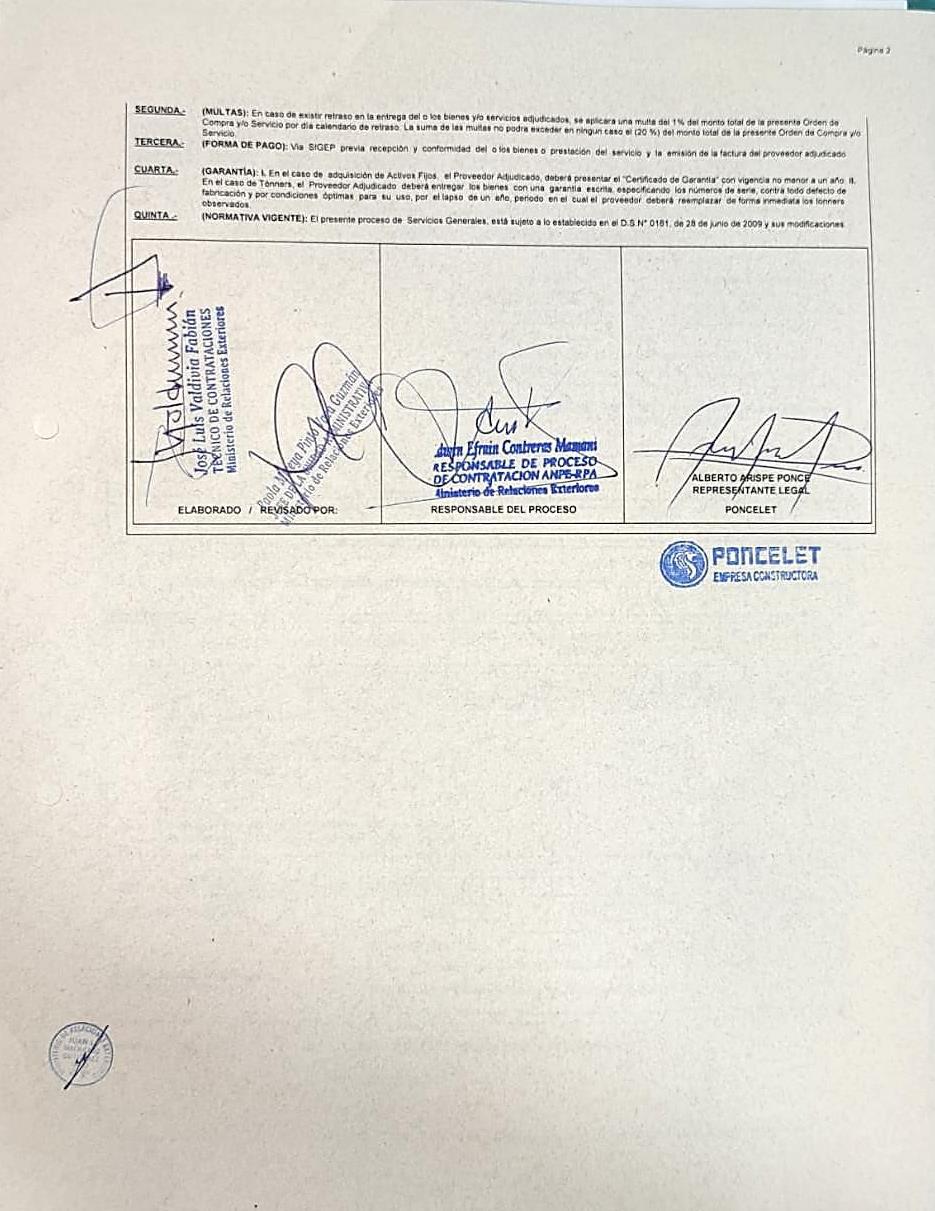 Página 2
SEGUNDA.- (MULTAS): En caso de existir retraso en la entrega del o los bienes y/o servicios adjudicados, se aplicara una multa del 1% del monto total de la presente Orden de
Compra y/o Servicio por día calendario de retraso. La suma de las multas no podrá exceder en ningún caso el (20 %) del monto total de la presente Orden de Compra y/o
Servicio.
TERCERA.- (FORMA DE PAGO): Vía SIGEP previa recepción y conformidad del o los bienes o prestación del servicio y la emisión de la factura del proveedor adjudicado
CUARTA.- (GARANTÍA): I. En el caso de adquisición de Activos Fijos, el Proveedor Adjudicado, deberá presentar el "Certificado de Garantía" con vigencia no menor a un año. II.
En el caso de Tónners, el Proveedor Adjudicado deberá entregar los bienes con una garantía escrita, especificando los números de serie, contra todo defecto de
fabricación y por condiciones óptimas para su uso, por el lapso de un año, periodo en el cual el proveedor deberá reemplazar de forma inmediata los tonners
observados.
QUINTA.- (NORMATIVA VIGENTE): El presente proceso de Servicios Generales, está sujeto a lo establecido en el D.S.N° 0181, de 28 de junio de 2009 y sus modificaciones
José Luis Valdivia Fabián
TÉCNICO DE CONTRATACIONES
Ministerio de Relaciones Exteriores
Paola Guzmán
JEFE DE LA UNIDAD ADMINISTRATIVA
Ministerio de Relaciones Exteriores
ELABORADO / REVISADO POR:
Juan Efraín Contreras Mamani
RESPONSABLE DE PROCESO
DE CONTRATACION ANPE-RPA
Ministerio de Relaciones Exteriores
RESPONSABLE DEL PROCESO
ALBERTO ARISPE PONCE
REPRESENTANTE LEGAL
PONCELET
PONCELET
EMPRESA CONSTRUCTORA